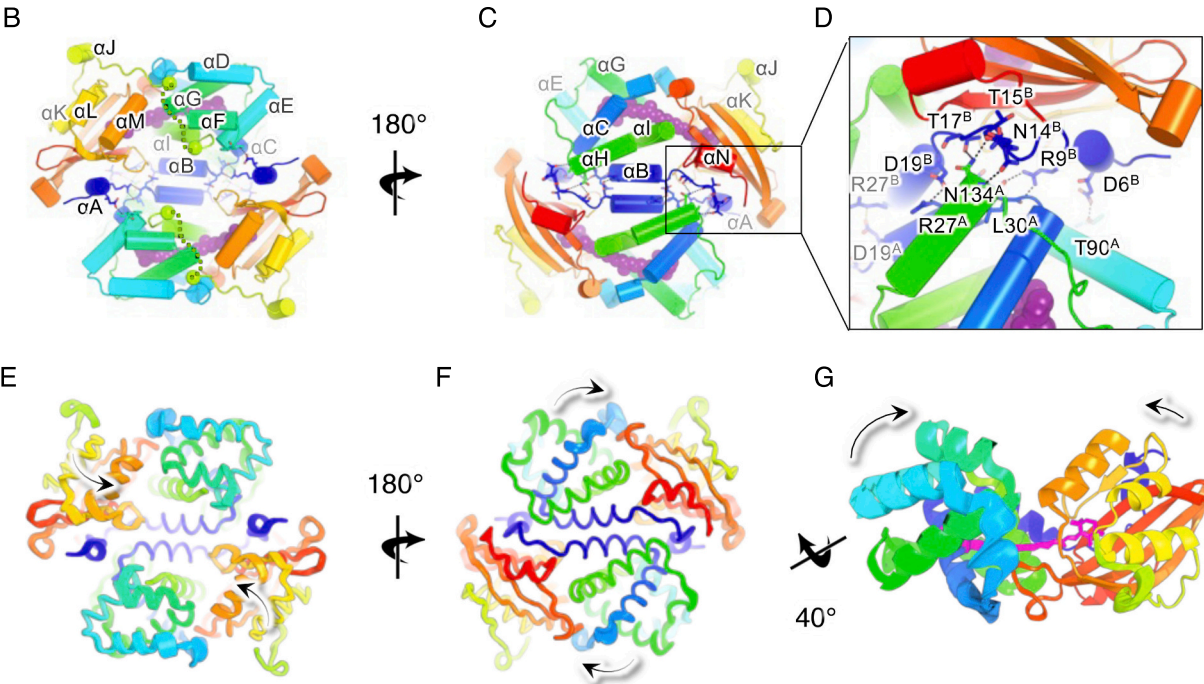 B
αJ
αD
αK
αL
αG
αE
αM
αF
αI
αC
αB
αA
180°
C
αG
αJ
αE
αK
αC
αI
αH
αB
αN
αA
D
T15ᴮ
T17ᴮ
N14ᴮ
D19ᴮ
R9ᴮ
R27ᴮ
D6ᴮ
N134ᴬ
R27ᴬ
L30ᴬ
D19ᴬ
T90ᴬ
E
180°
F
G
40°